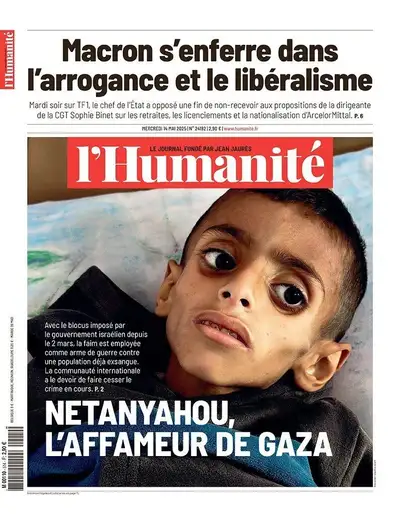 l'Humanité
Macron s'enferre dans
l'arrogance et le libéralisme
Mardi soir sur TF1, le chef de l'État a opposé une fin de non-recevoir aux propositions de la dirigeante
de la CGT Sophie Binet sur les retraites, les licenciements et la nationalisation d'ArcelorMittal. P. 6
MERCREDI 14 MAI 2025 | N° 24192 | 2,90 € | www.humanite.fr
LE JOURNAL FONDÉ PAR JEAN JAURÈS
l'Humanité
Avec le blocus imposé par
le gouvernement israélien depuis
le 2 mars, la faim est employée
comme arme de guerre contre
une population déjà exsangue.
La communauté internationale
a le devoir de faire cesser le
crime en cours. P. 2
NETANYAHOU,
L'AFFAMEUR DE GAZA